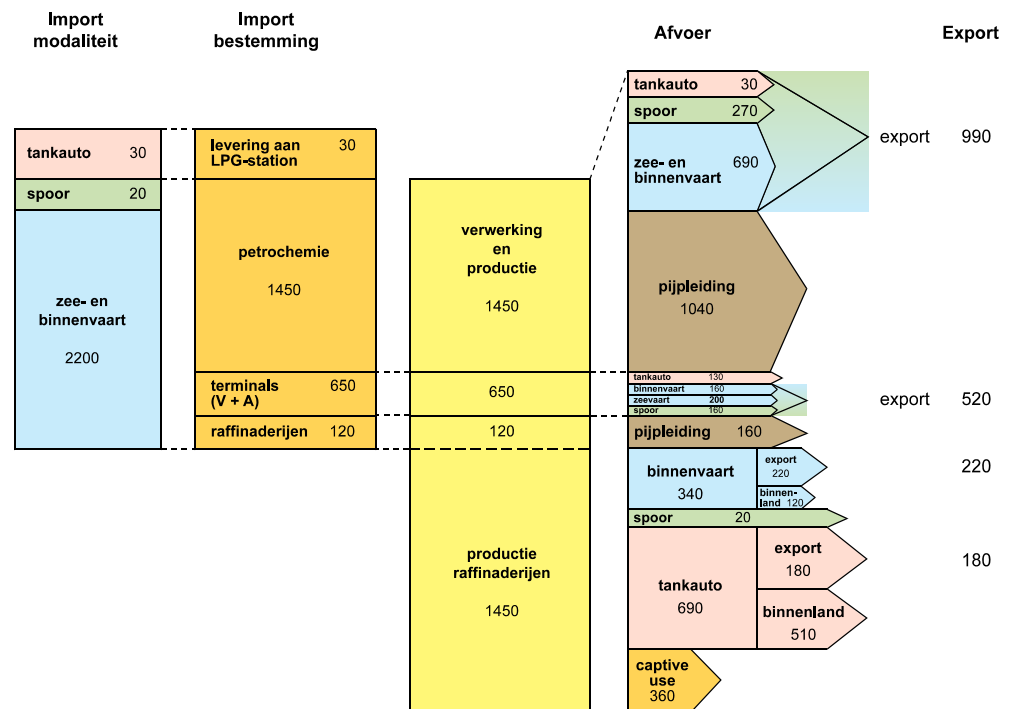 Import
modaliteit
Import
bestemming
Afvoer
Export
tankauto 30
spoor 20
zee- en
binnenvaart
2200
levering aan 30
LPG-station
petrochemie
1450
terminals 650
(V + A)
raffinaderijen 120
verwerking
en
productie
1450
650
120
productie
raffinaderijen
1450
tankauto 30
spoor 270
zee- en 690
binnenvaart
export 990
pijpleiding
1040
tankauto 130
binnenvaart 160
zeevaart 200
spoor 160
export 520
pijpleiding 160
binnenvaart
340
export
220
binnen-
land 120
220
spoor 20
tankauto
690
export
180
binnenland
510
180
captive
use
360